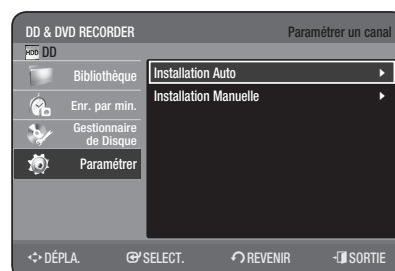 DD & DVD RECORDER Paramétrer un canal
HDD DD
Bibliothèque
Installation Auto
Installation Manuelle
Enr. par min.
Gestionnaire
de Disque
Paramétrer
DÉPLA. SELECT. REVENIR SORTIE